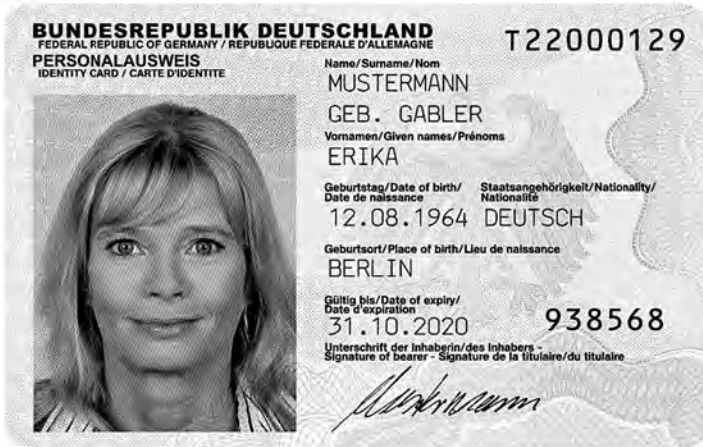 BUNDESREPUBLIK DEUTSCHLAND
FEDERAL REPUBLIC OF GERMANY / REPUBLIQUE FEDERALE D'ALLEMAGNE
PERSONALAUSWEIS
IDENTITY CARD / CARTE D'IDENTITE
T22000129
Name/Surname/Nom
MUSTERMANN
GEB. GABLER
Vornamen/Given names/Prénoms
ERIKA
Geburtstag/Date of birth/
Date de naissance
Staatsangehörigkeit/Nationality/
Nationalité
12.08.1964 DEUTSCH
Geburtsort/Place of birth/Lieu de naissance
BERLIN
Gültig bis/Date of expiry/
Date d'expiration
31.10.2020
938568
Unterschrift der Inhaberin/des Inhabers -
Signature of bearer - Signature de la titulaire/du titulaire
Mustermann